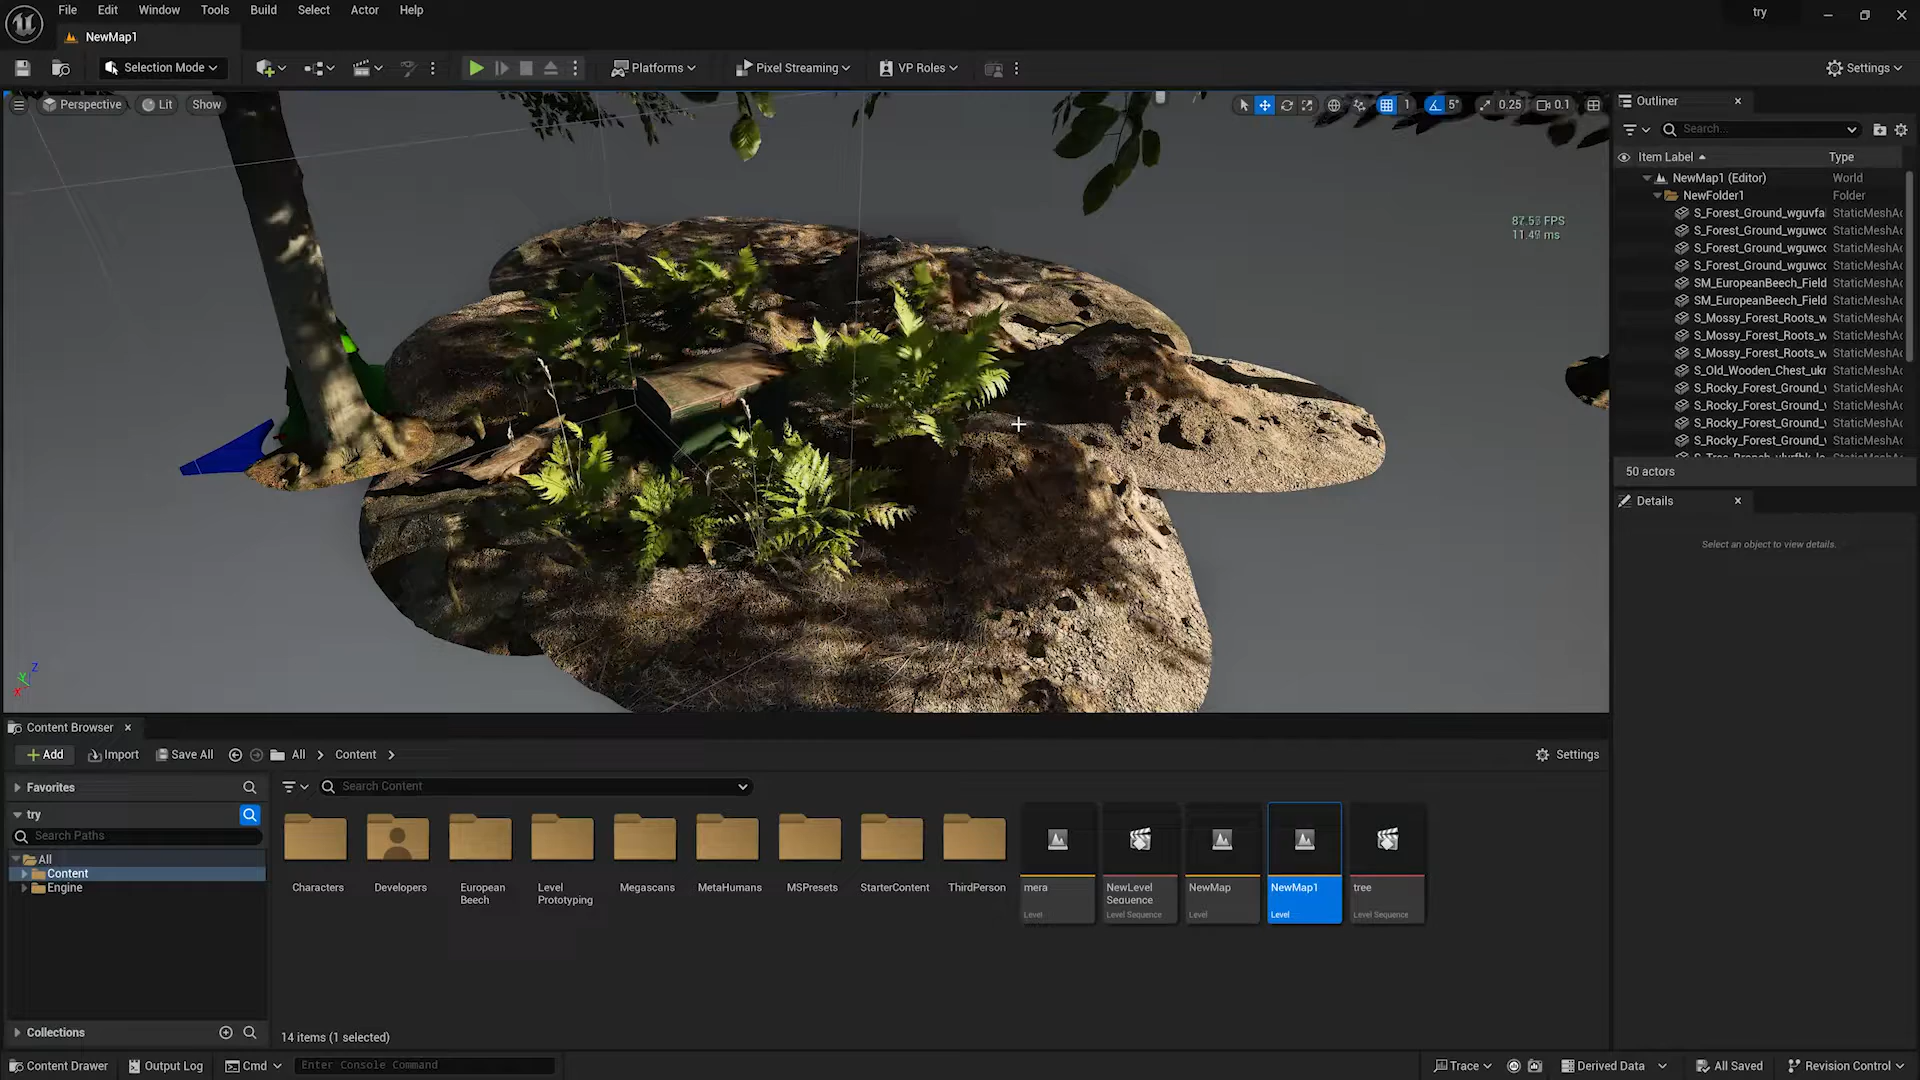 File Edit Window Tools Build Select Actor Help
try
NewMap1
Selection Mode
Platforms
Pixel Streaming
VP Roles
Settings
Perspective
Lit
Show
1
5°
0.25
0.1
87.53 FPS
11.49 ms
Z
Y
X
Outliner
Search...
Item Label
Type
NewMap1 (Editor) World
NewFolder1 Folder
S_Forest_Ground_wguvfa StaticMeshAc
S_Forest_Ground_wguwcc StaticMeshAc
S_Forest_Ground_wguwcc StaticMeshAc
S_Forest_Ground_wguwcc StaticMeshAc
SM_EuropeanBeech_Field StaticMeshAc
SM_EuropeanBeech_Field StaticMeshAc
S_Mossy_Forest_Roots_w StaticMeshAc
S_Mossy_Forest_Roots_w StaticMeshAc
S_Mossy_Forest_Roots_w StaticMeshAc
S_Old_Wooden_Chest_ukr StaticMeshAc
S_Rocky_Forest_Ground_ StaticMeshAc
S_Rocky_Forest_Ground_ StaticMeshAc
S_Rocky_Forest_Ground_ StaticMeshAc
S_Rocky_Forest_Ground_ StaticMeshAc
50 actors
Details
Select an object to view details.
Content Browser
Add
Import
Save All
All
Content
Settings
Favorites
try
Search Paths
All
Content
Engine
Collections
Search Content
Characters
Developers
European
Beech
Level
Prototyping
Megascans
MetaHumans
MSPresets
StarterContent
ThirdPerson
mera
Level
NewLevel
Sequence
Level Sequence
NewMap
Level
NewMap1
Level
tree
Level Sequence
14 items (1 selected)
Content Drawer
Output Log
Cmd
Enter Console Command
Trace
Derived Data
All Saved
Revision Control